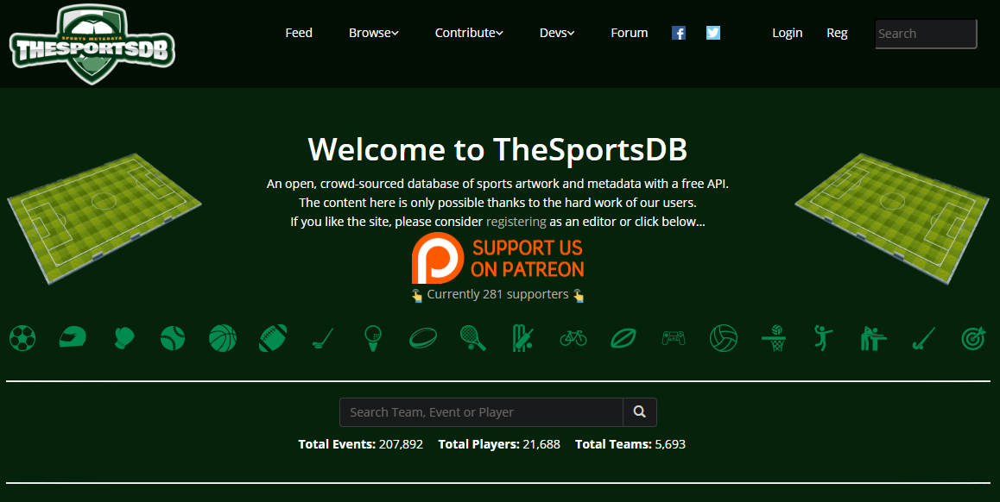 SPORTS METADATA
THESPORTSDB
Feed
Browse
Contribute
Devs
Forum
Login
Reg
Search
Welcome to TheSportsDB
An open, crowd-sourced database of sports artwork and metadata with a free API.
The content here is only possible thanks to the hard work of our users.
If you like the site, please consider registering as an editor or click below...
SUPPORT US
ON PATREON
Currently 281 supporters
Search Team, Event or Player
Total Events: 207,892 Total Players: 21,688 Total Teams: 5,693